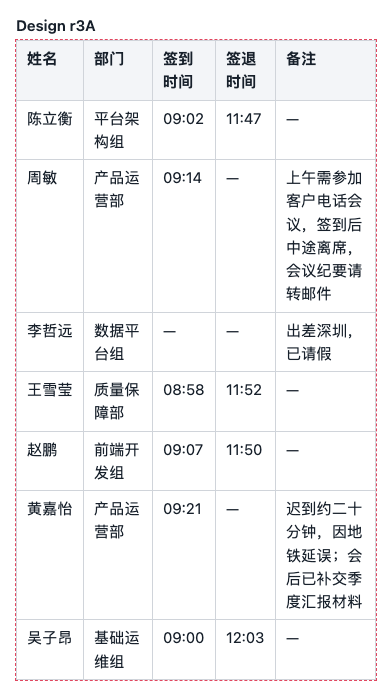 Design r3A
姓名 部门 签到 签退 备注
时间 时间
陈立衡 平台架 09:02 11:47 —
构组
周敏 产品运 09:14 — 上午需参加
营部 客户电话会
议，签到后
中途离席，
会议纪要请
转邮件
李哲远 数据平 — — 出差深圳，
台组 已请假
王雪莹 质量保 08:58 11:52 —
障部
赵鹏 前端开 09:07 11:50 —
发组
黄嘉怡 产品运 09:21 — 迟到约二十
营部 分钟，因地
铁延误；会
后已补交季
度汇报材料
吴子昂 基础运 09:00 12:03 —
维组